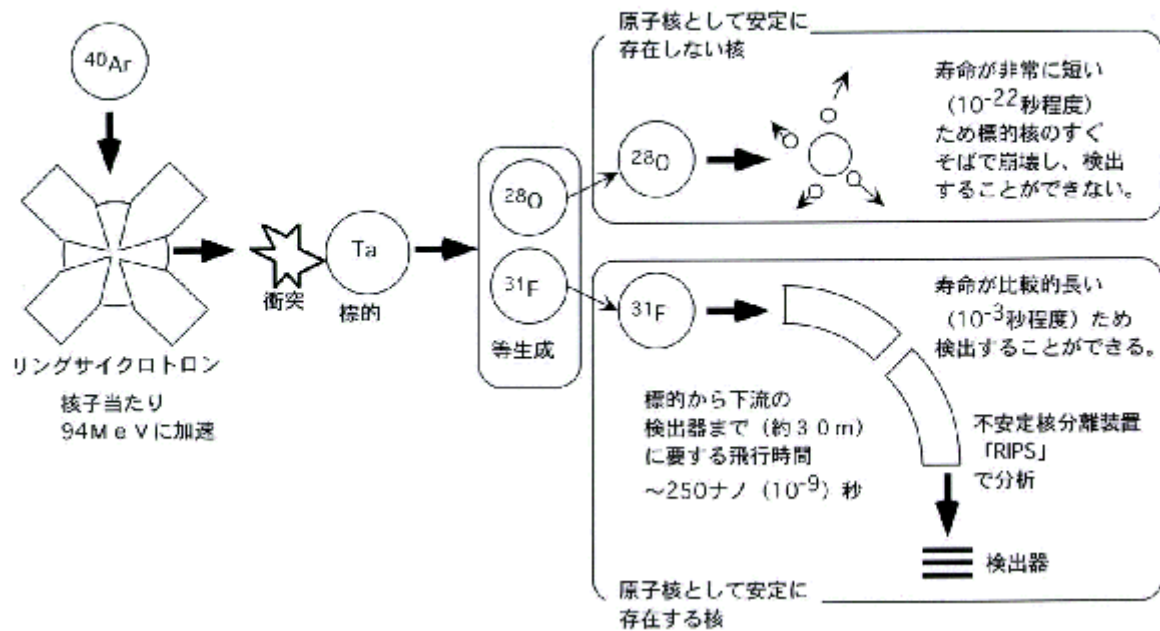 ⁴⁰Ar
リングサイクロトロン
核子当たり
94MeVに加速
衝突
Ta
標的
²⁸O
³¹F
等生成
原子核として安定に
存在しない核
²⁸O
寿命が非常に短い
(10⁻²²秒程度)
ため標的核のすぐ
そばで崩壊し、検出
することができない。
³¹F
寿命が比較的長い
(10⁻³秒程度)ため
検出することができる。
標的から下流の
検出器まで(約30m)
に要する飛行時間
～250ナノ(10⁻⁹)秒
不安定核分離装置
「RIPS」
で分析
検出器
原子核として安定に
存在する核